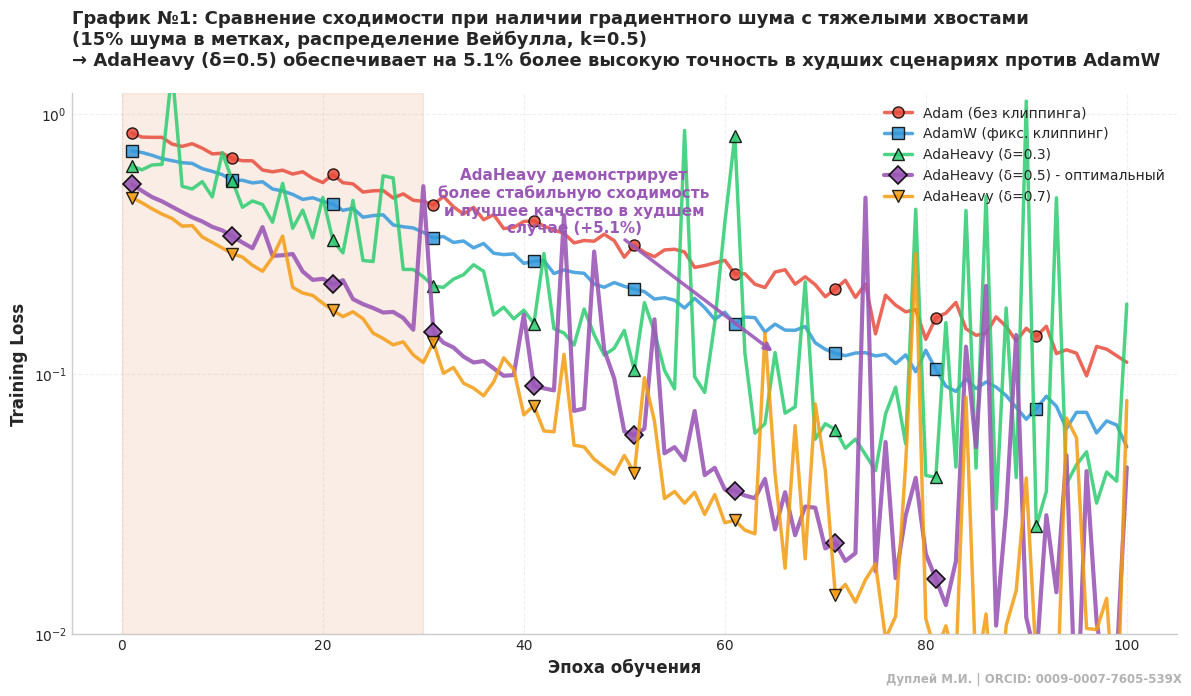 График №1: Сравнение сходимости при наличии градиентного шума с тяжелыми хвостами
(15% шума в метках, распределение Вейбулла, k=0.5)
→ AdaHeavy (δ=0.5) обеспечивает на 5.1% более высокую точность в худших сценариях против AdamW
Adam (без клиппинга)
AdamW (фикс. клиппинг)
AdaHeavy (δ=0.3)
AdaHeavy (δ=0.5) - оптимальный
AdaHeavy (δ=0.7)
AdaHeavy демонстрирует
более стабильную сходимость
и лучшее качество в худшем
случае (+5.1%)
Training Loss
10⁰
10⁻¹
10⁻²
0 20 40 60 80 100
Эпоха обучения
Дуплей М.И. | ORCID: 0009-0007-7605-539X